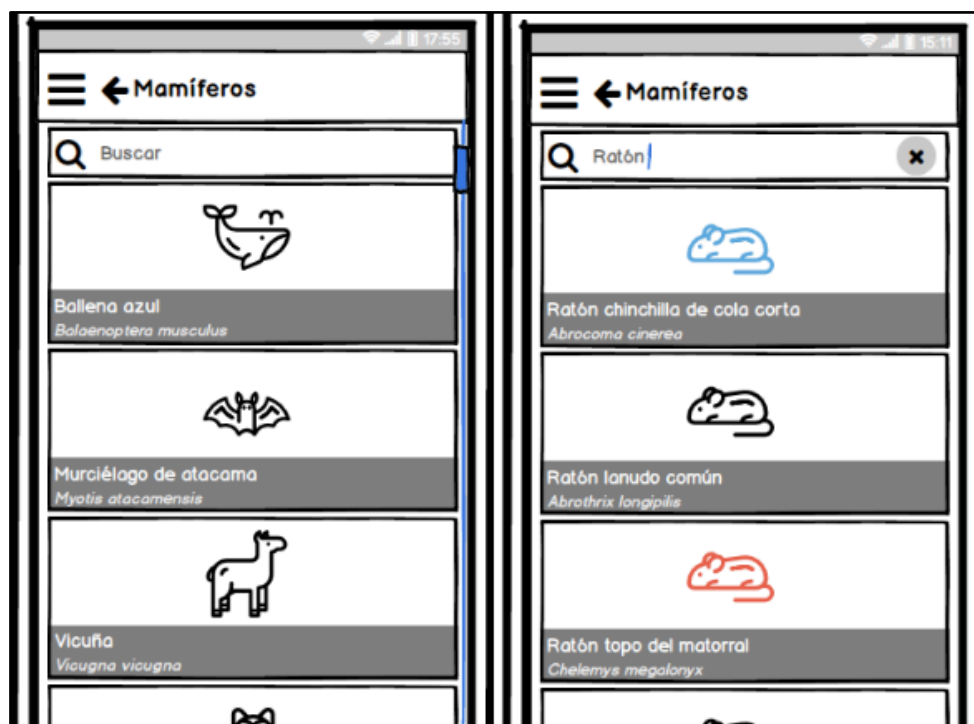 17:55
Mamíferos
Buscar
Ballena azul
Balaenoptera musculus
Murciélago de atacama
Myotis atacamensis
Vicuña
Vicugna vicugna
15:11
Mamíferos
Ratón
Ratón chinchilla de cola corta
Abrocoma cinerea
Ratón lanudo común
Abrothrix longipilis
Ratón topo del matorral
Chelemys megalonyx